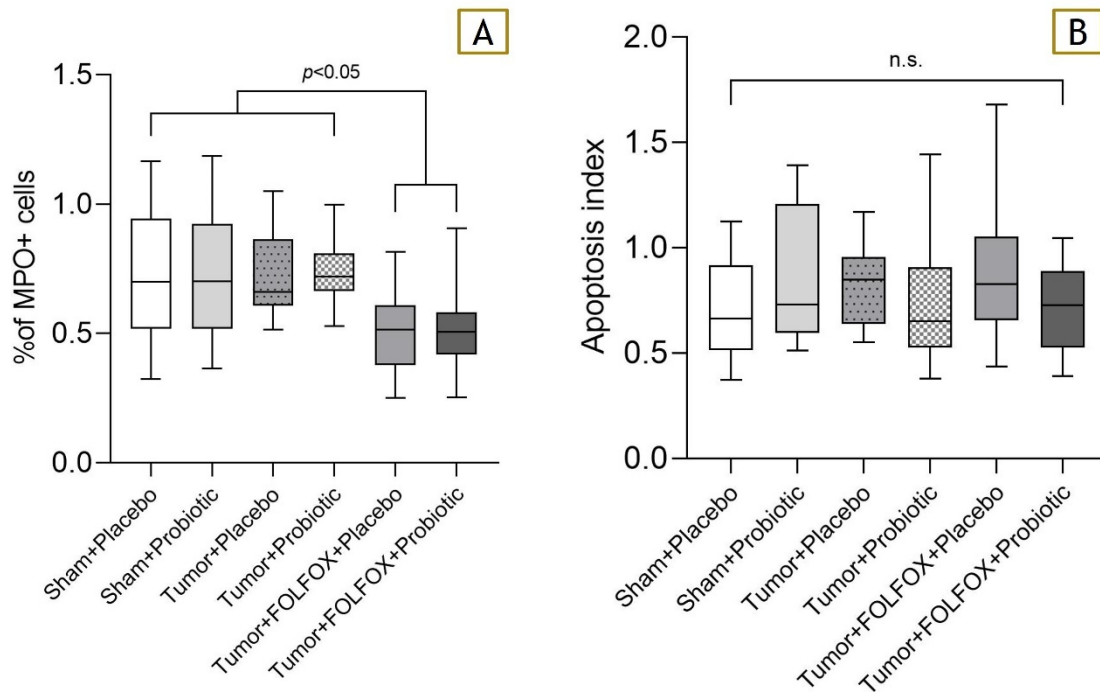 A
%of MPO+ cells
1.5
1.0
0.5
0.0
p<0.05
Sham+Placebo
Sham+Probiotic
Tumor+Placebo
Tumor+Probiotic
Tumor+FOLFOX+Placebo
Tumor+FOLFOX+Probiotic
B
Apoptosis index
2.0
1.5
1.0
0.5
0.0
n.s.
Sham+Placebo
Sham+Probiotic
Tumor+Placebo
Tumor+Probiotic
Tumor+FOLFOX+Placebo
Tumor+FOLFOX+Probiotic